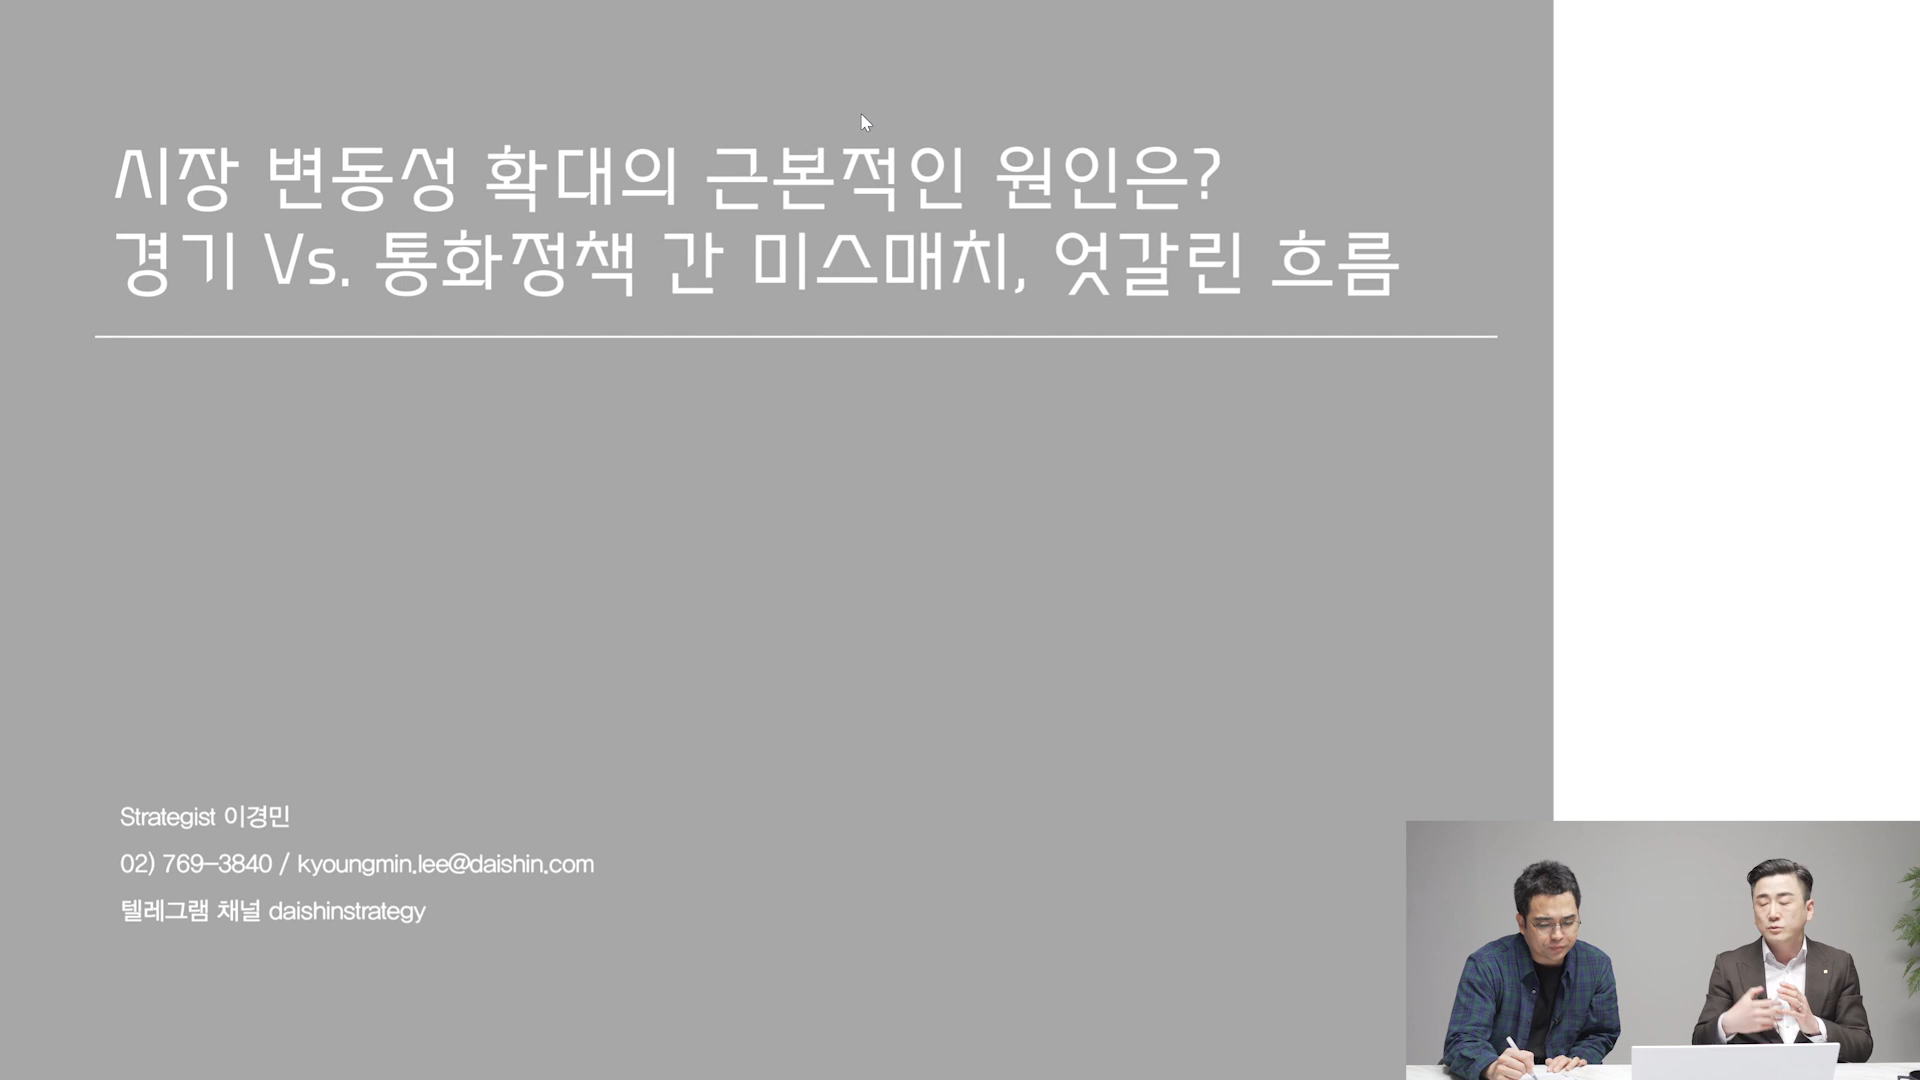 시장 변동성 확대의 근본적인 원인은?
경기 Vs. 통화정책 간 미스매치, 엇갈린 흐름
Strategist 이경민
02) 769-3840 / kyoungmin.lee@daishin.com
텔레그램 채널 daishinstrategy